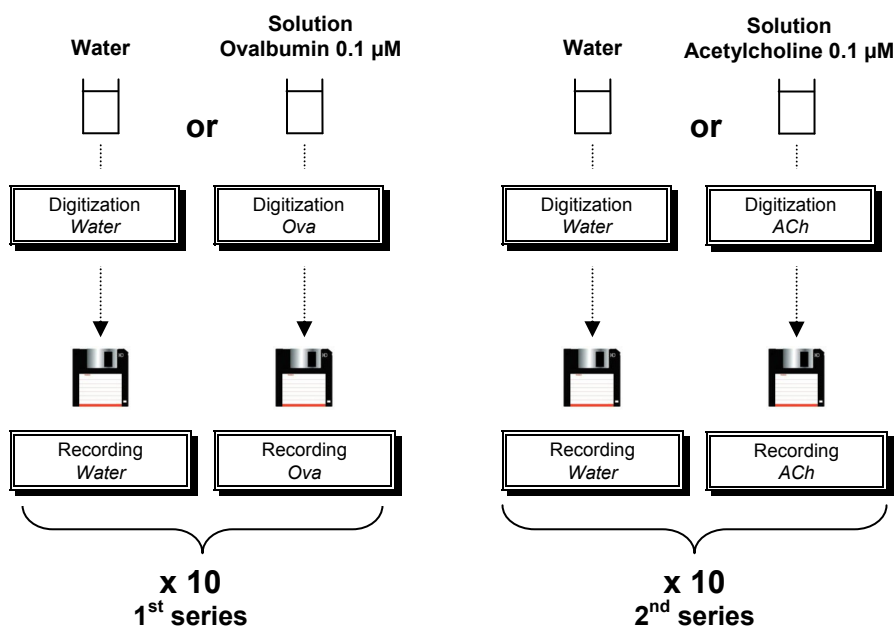 Water
Solution
Ovalbumin 0.1 µM
or
Digitization
Water
Digitization
Ova
Recording
Water
Recording
Ova
x 10
1st series
Water
Solution
Acetylcholine 0.1 µM
or
Digitization
Water
Digitization
ACh
Recording
Water
Recording
ACh
x 10
2nd series